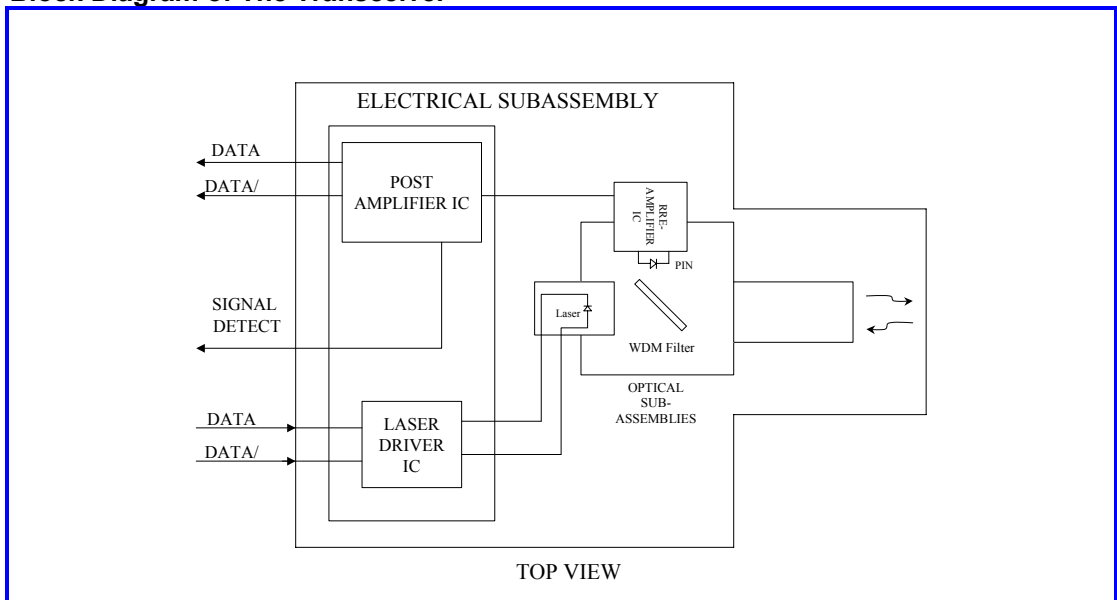 Block Diagram of The Transceiver
ELECTRICAL SUBASSEMBLY
DATA
DATA/
POST
AMPLIFIER IC
RRE-
AMPLIFIER
IC
PIN
SIGNAL
DETECT
Laser
WDM Filter
OPTICAL
SUB-
ASSEMBLIES
DATA
DATA/
LASER
DRIVER
IC
TOP VIEW